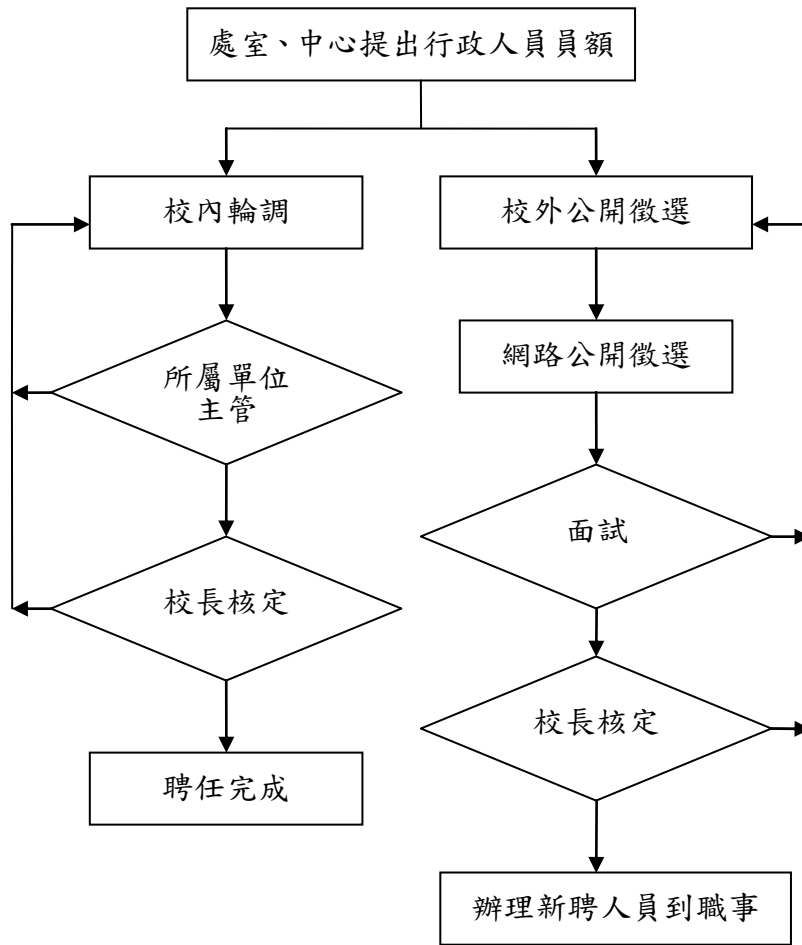 處室、中心提出行政人員員額
校內輪調
校外公開徵選
所屬單位
主管
網路公開徵選
面試
校長核定
校長核定
聘任完成
辦理新聘人員到職事